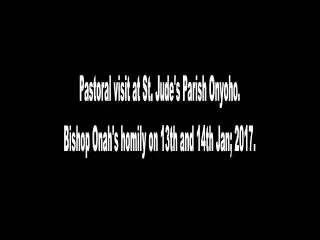 Pastoral visit at St. Jude's Parish Onyoho.
Bishop Onah's homily on 13th and 14th Jan; 2017.